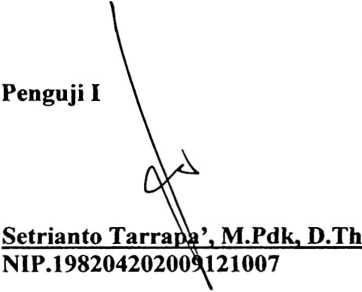 Penguji I
Setrianto Tarrapa’, M.Pdk, D.Th
NIP.198204202009121007